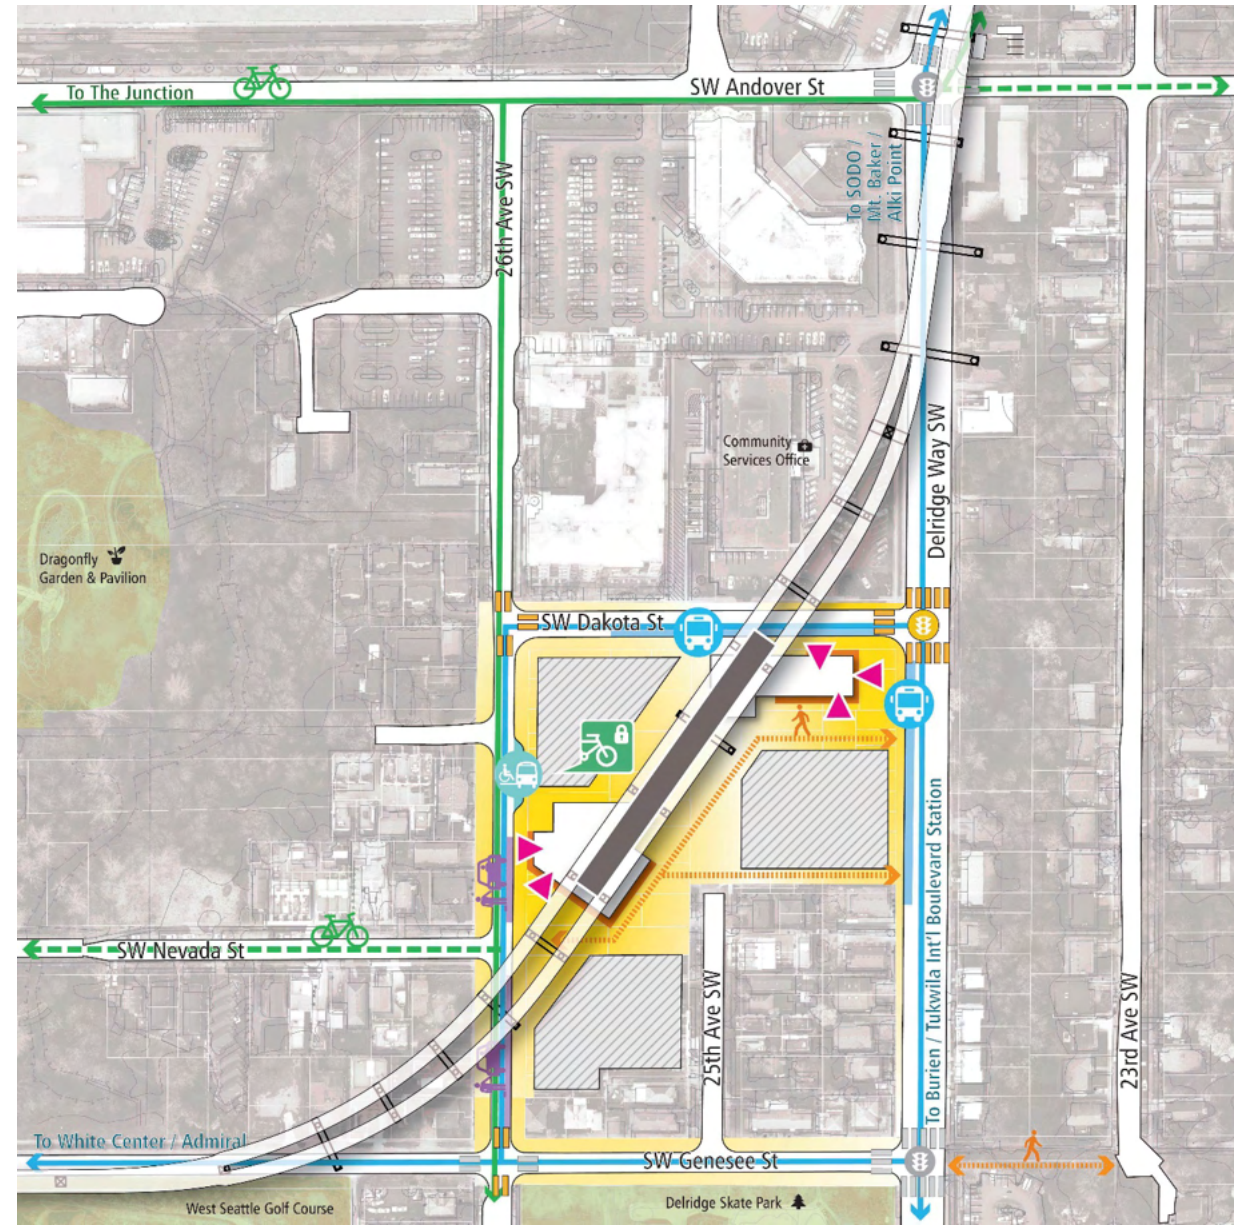 To The Junction
SW Andover St
26th Ave SW
To SODO /
Mt. Baker /
Alki Point
Community
Services Office
Delridge Way SW
Dragonfly
Garden & Pavilion
SW Dakota St
To Burien / Tukwila Int'l Boulevard Station
SW Nevada St
25th Ave SW
23rd Ave SW
To White Center / Admiral
SW Genesee St
West Seattle Golf Course
Delridge Skate Park